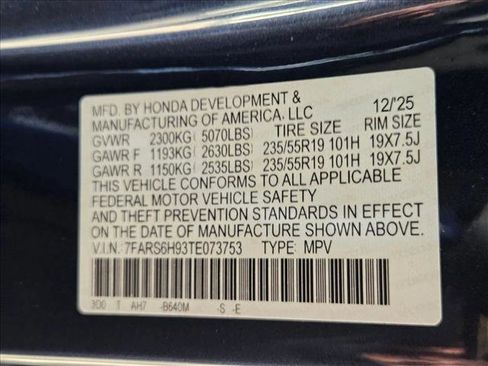 MFD. BY HONDA DEVELOPMENT &
MANUFACTURING OF AMERICA, LLC 12/'25
GVWR 2300KG( 5070LBS) TIRE SIZE RIM SIZE
GAWR F 1193KG( 2630LBS) 235/55R19 101H 19X7.5J
GAWR R 1150KG( 2535LBS) 235/55R19 101H 19X7.5J
THIS VEHICLE CONFORMS TO ALL APPLICABLE
FEDERAL MOTOR VEHICLE SAFETY
AND THEFT PREVENTION STANDARDS IN EFFECT
ON THE DATE OF MANUFACTURE SHOWN ABOVE.
V.I.N. 7FARS6H93TE073753 TYPE: MPV
T AH7 -B640M -S -E